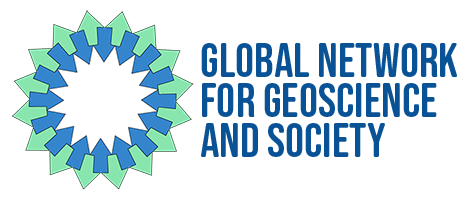 GLOBAL NETWORK
FOR GEOSCIENCE
AND SOCIETY